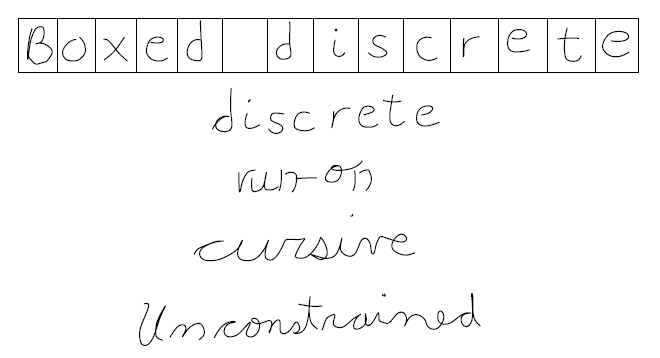 Boxed discrete
discrete
run-on
cursive
Unconstrained